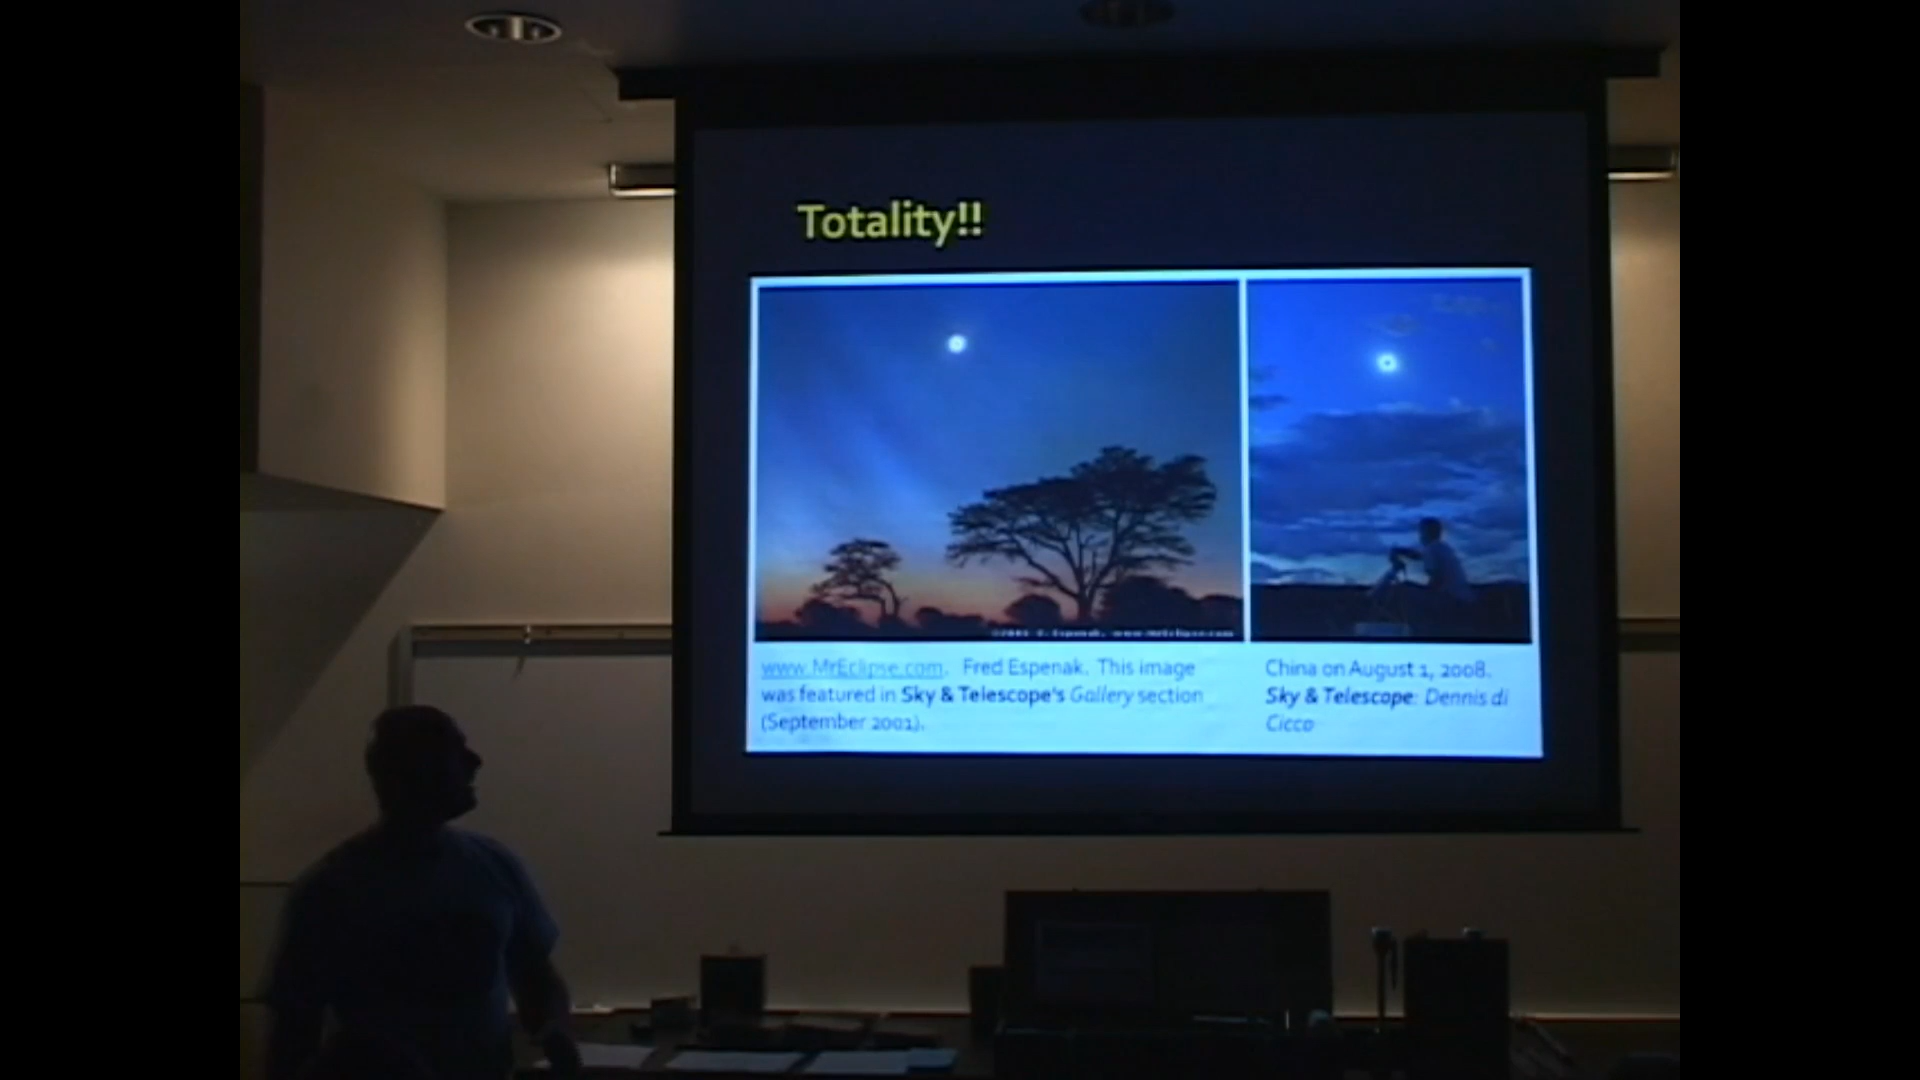 Totality!!
www.MrEclipse.com. Fred Espenak. This image
was featured in Sky & Telescope's Gallery section
(September 2001).
China on August 1, 2008.
Sky & Telescope: Dennis di
Cicco